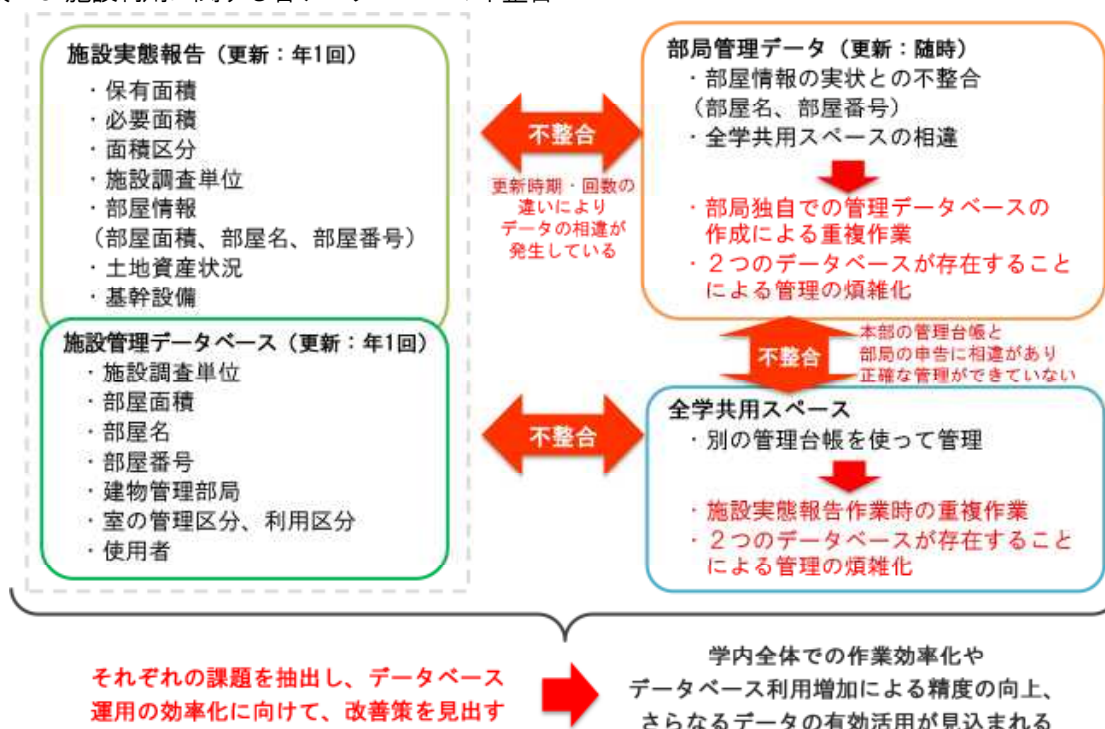 施設実態報告（更新：年1回）
・保有面積
・必要面積
・面積区分
・施設調査単位
・部屋情報
（部屋面積、部屋名、部屋番号）
・土地資産状況
・基幹設備
施設管理データベース（更新：年1回）
・施設調査単位
・部屋面積
・部屋名
・部屋番号
・建物管理部局
・室の管理区分、利用区分
・使用者
不整合
更新時期・回数の
違いにより
データの相違が
発生している
不整合
部局管理データ（更新：随時）
・部屋情報の実状との不整合
（部屋名、部屋番号）
・全学共用スペースの相違
・部局独自での管理データベースの
作成による重複作業
・２つのデータベースが存在すること
による管理の煩雑化
不整合
本部の管理台帳と
部局の申告に相違があり
正確な管理ができていない
全学共用スペース
・別の管理台帳を使って管理
・施設実態報告作業時の重複作業
・２つのデータベースが存在すること
による管理の煩雑化
それぞれの課題を抽出し、データベース
運用の効率化に向けて、改善策を見出す
学内全体での作業効率化や
データベース利用増加による精度の向上、
さらなるデータの有効活用が見込まれる